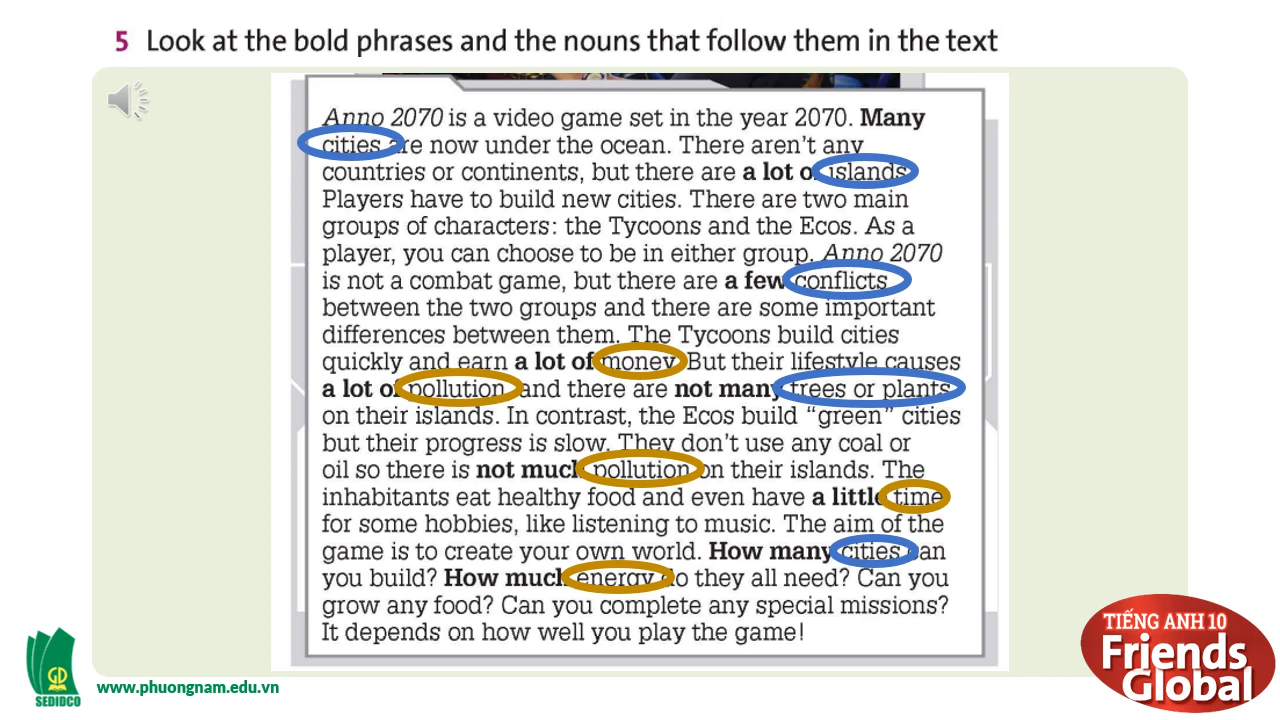 5 Look at the bold phrases and the nouns that follow them in the text
Anno 2070 is a video game set in the year 2070. Many
cities are now under the ocean. There aren't any
countries or continents, but there are a lot of islands.
Players have to build new cities. There are two main
groups of characters: the Tycoons and the Ecos. As a
player, you can choose to be in either group. Anno 2070
is not a combat game, but there are a few conflicts
between the two groups and there are some important
differences between them. The Tycoons build cities
quickly and earn a lot of money. But their lifestyle causes
a lot of pollution and there are not many trees or plants
on their islands. In contrast, the Ecos build “green” cities
but their progress is slow. They don't use any coal or
oil so there is not much pollution on their islands. The
inhabitants eat healthy food and even have a little time
for some hobbies, like listening to music. The aim of the
game is to create your own world. How many cities can
you build? How much energy do they all need? Can you
grow any food? Can you complete any special missions?
It depends on how well you play the game!
TIẾNG ANH 10
Friends
Global
SEDIDCO
www.phuongnam.edu.vn